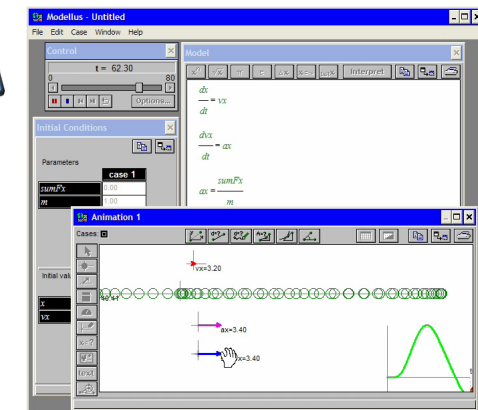 Modellus - Untitled
File Edit Case Window Help
Control
t = 62.30
0 80
Options...
Model
Interpret
dx
dt
= vx
dvx
dt
= ax
ax = sumFx
m
Initial Conditions
Parameters
case 1
sumFx 0.00
m 1.00
Initial val
x
vx
Animation 1
Cases:
vx=3.20
ax=3.40
x=3.40
text
t